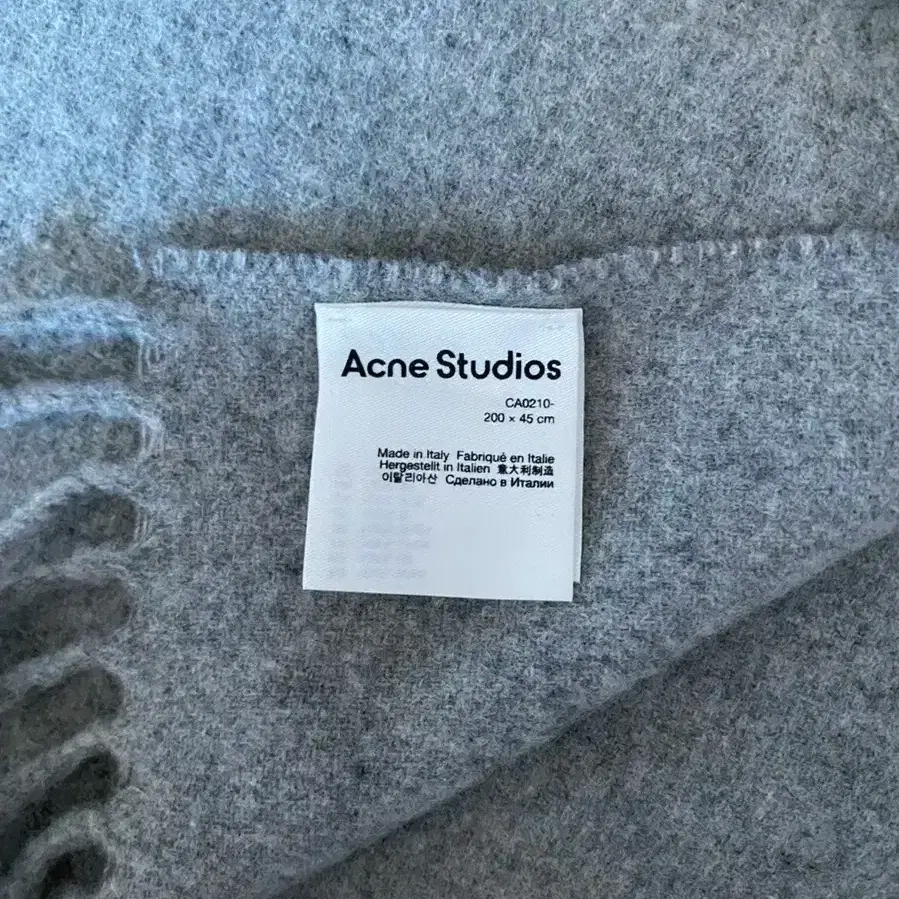 Acne Studios
CA0210-
200 × 45 cm
Made in Italy Fabriqué en Italie
Hergestellt in Italien 意大利制造
이탈리아산 Сделано в Италии